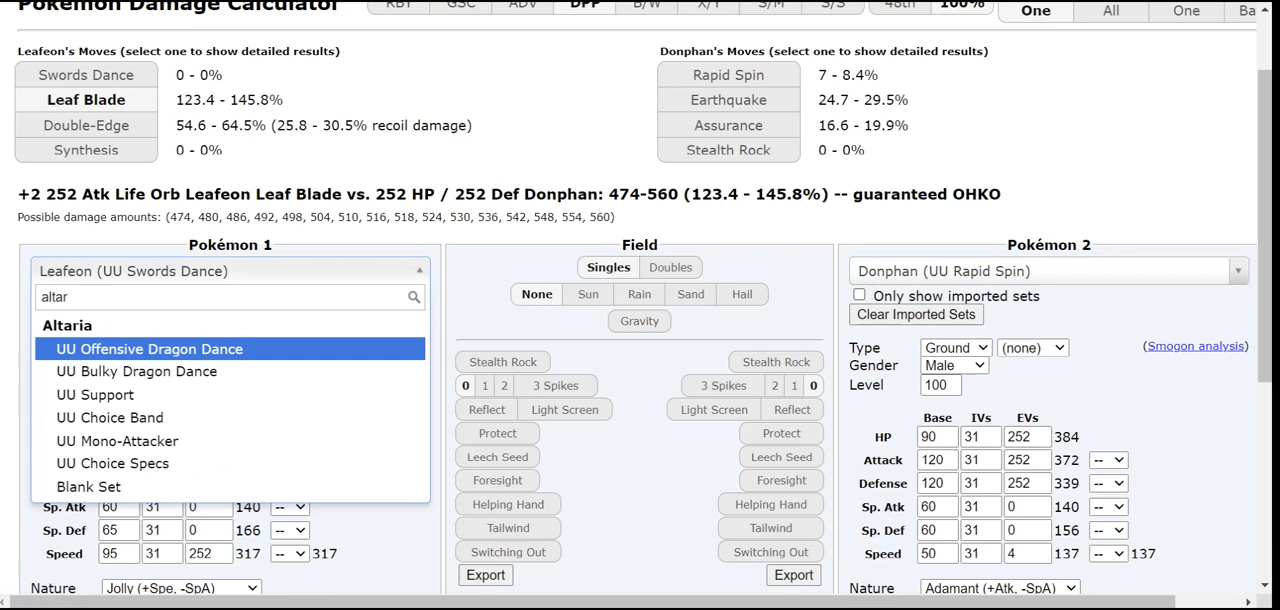 Pokémon Damage Calculator RBY GSC ADV DPP B/W X/Y S/M S/S 48th 100% One All One Ba
Leafeon's Moves (select one to show detailed results) Donphan's Moves (select one to show detailed results)
Swords Dance 0 - 0% Rapid Spin 7 - 8.4%
Leaf Blade 123.4 - 145.8% Earthquake 24.7 - 29.5%
Double-Edge 54.6 - 64.5% (25.8 - 30.5% recoil damage) Assurance 16.6 - 19.9%
Synthesis 0 - 0% Stealth Rock 0 - 0%
+2 252 Atk Life Orb Leafeon Leaf Blade vs. 252 HP / 252 Def Donphan: 474-560 (123.4 - 145.8%) -- guaranteed OHKO
Possible damage amounts: (474, 480, 486, 492, 498, 504, 510, 516, 518, 524, 530, 536, 542, 548, 554, 560)
Pokémon 1
Leafeon (UU Swords Dance)
altar
Altaria
UU Offensive Dragon Dance
UU Bulky Dragon Dance
UU Support
UU Choice Band
UU Mono-Attacker
UU Choice Specs
Blank Set
Sp. Atk 60 31 0 140 --
Sp. Def 65 31 0 166 --
Speed 95 31 252 317 -- 317
Nature Jolly (+Spe, -SpA)
Field
Singles Doubles
None Sun Rain Sand Hail
Gravity
Stealth Rock Stealth Rock
0 1 2 3 Spikes 3 Spikes 2 1 0
Reflect Light Screen Light Screen Reflect
Protect Protect
Leech Seed Leech Seed
Foresight Foresight
Helping Hand Helping Hand
Tailwind Tailwind
Switching Out Switching Out
Export Export
Pokémon 2
Donphan (UU Rapid Spin)
Only show imported sets
Clear Imported Sets
Type Ground (none) (Smogon analysis)
Gender Male
Level 100
Base IVs EVs
HP 90 31 252 384
Attack 120 31 252 372 --
Defense 120 31 252 339 --
Sp. Atk 60 31 0 140 --
Sp. Def 60 31 0 156 --
Speed 50 31 4 137 -- 137
Nature Adamant (+Atk, -SpA)